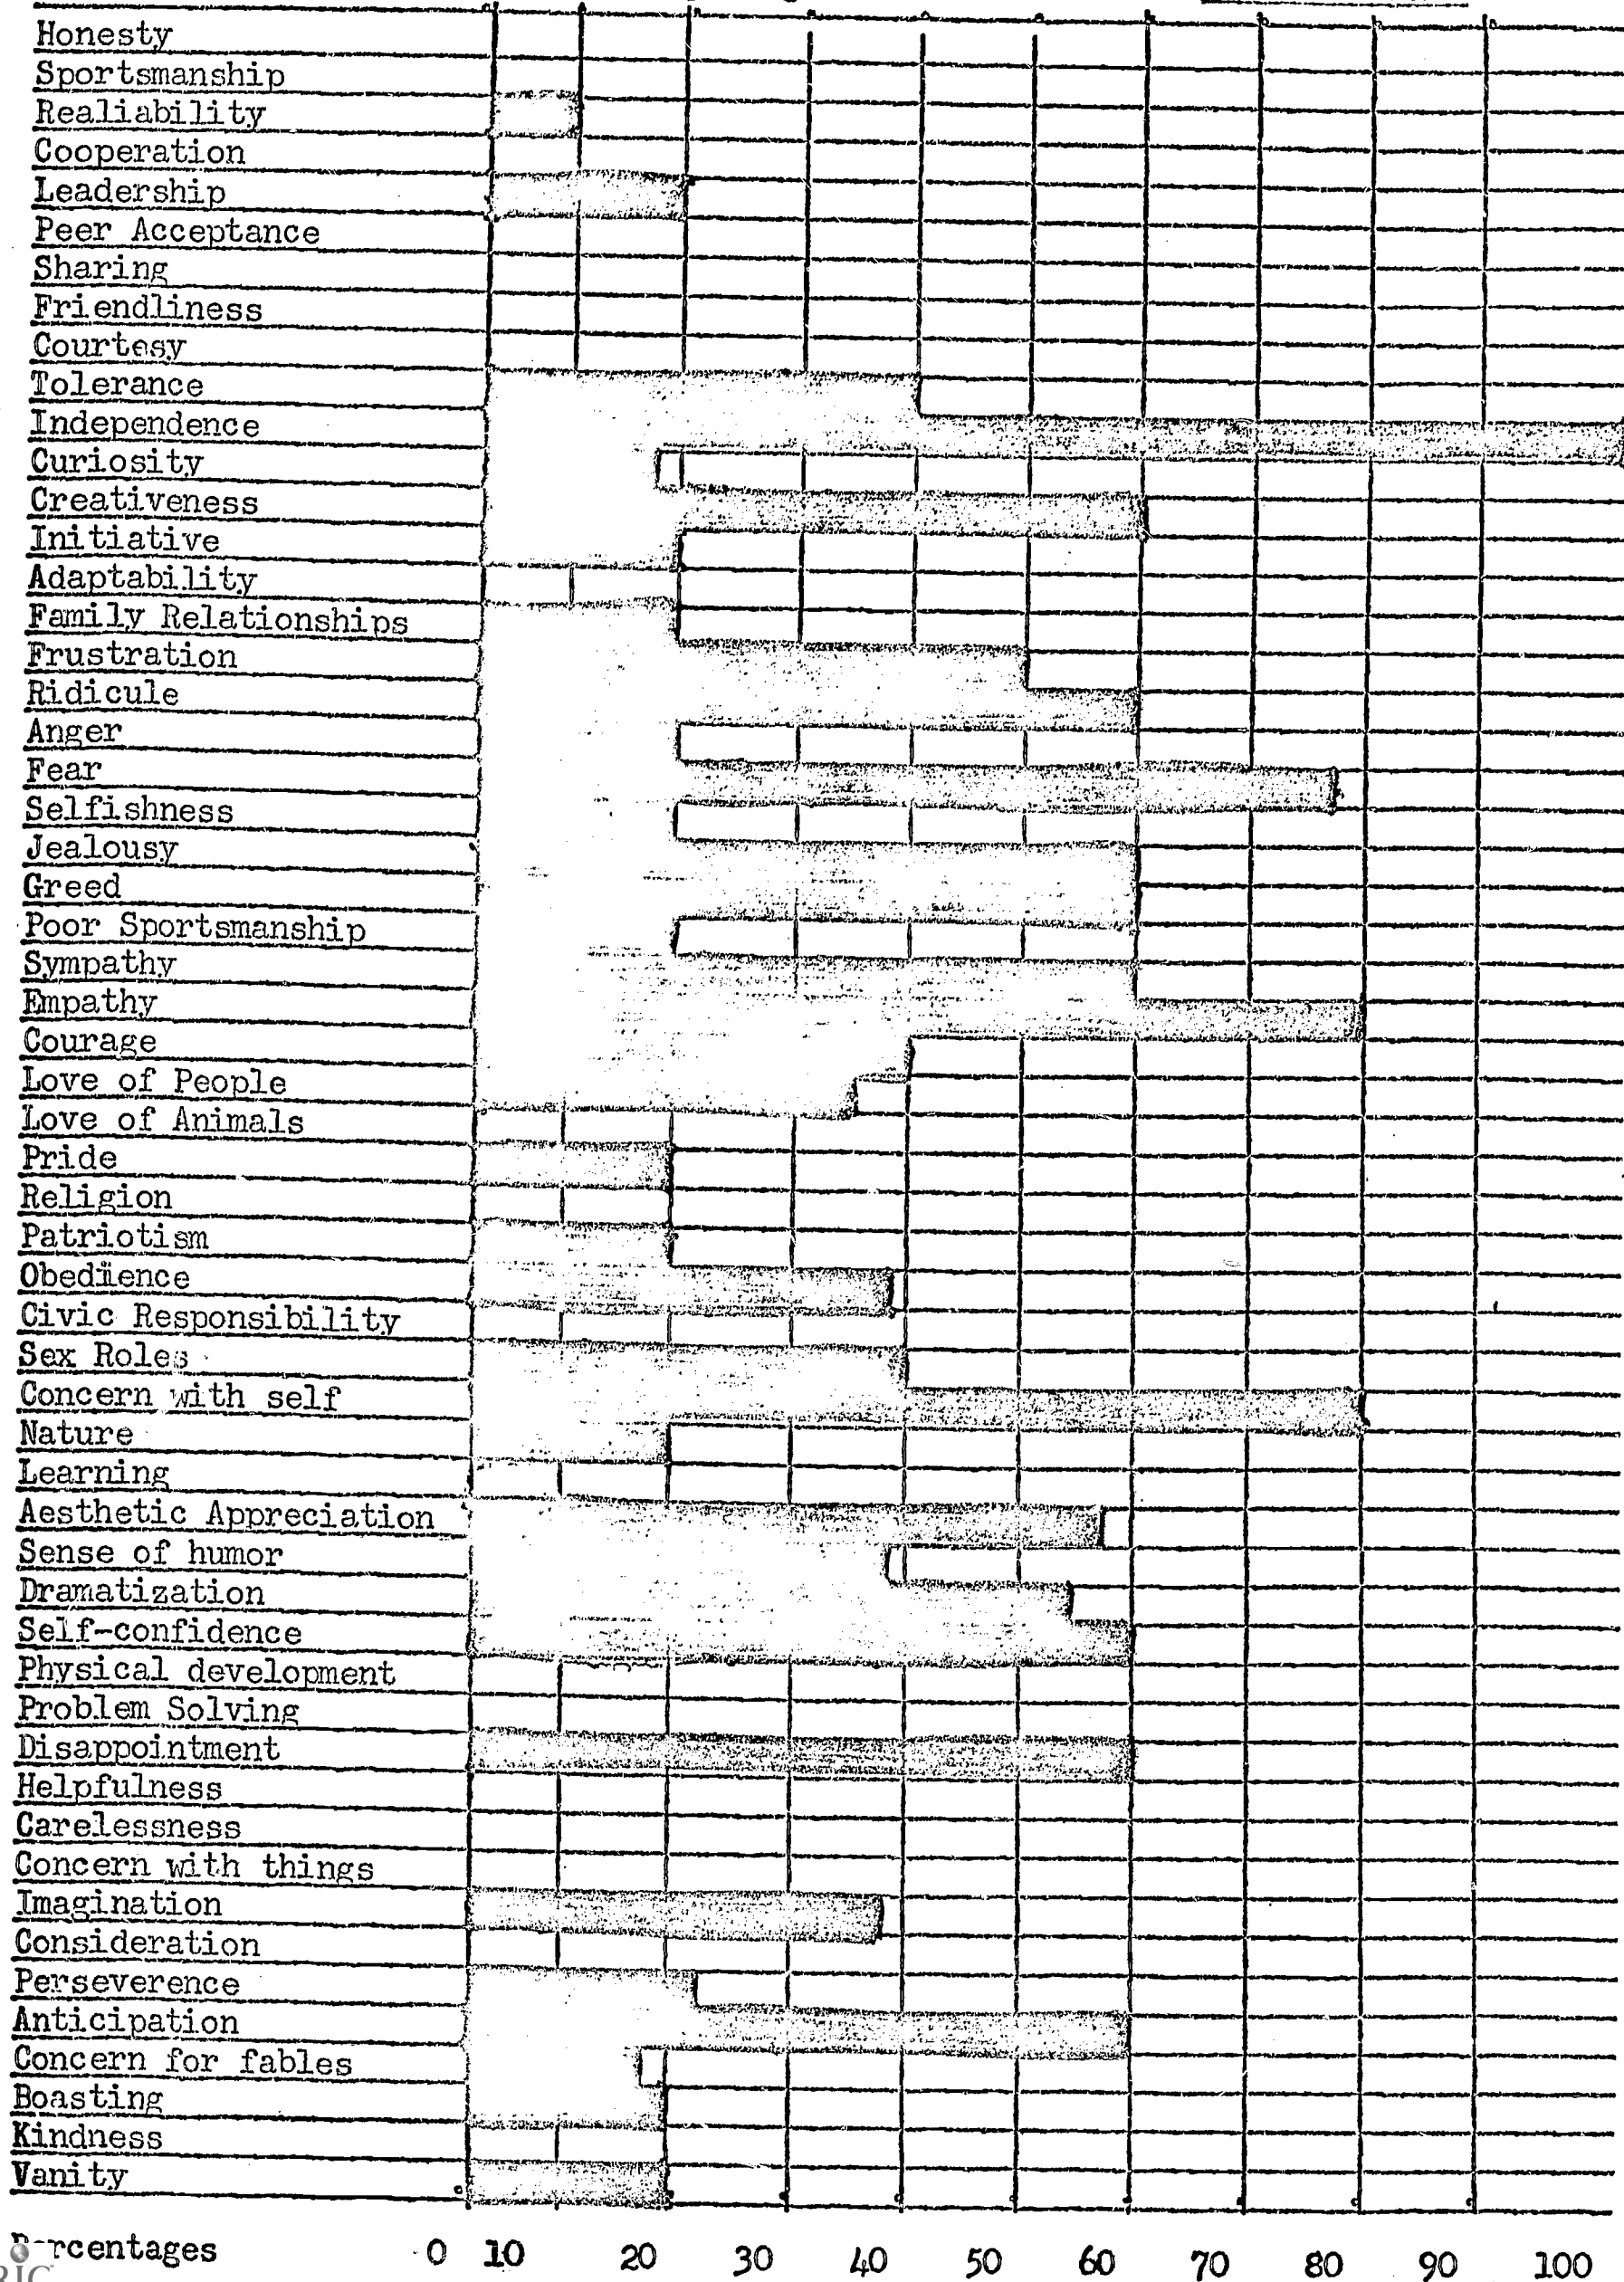 Honesty
Sportsmanship
Realiability
Cooperation
Leadership
Peer Acceptance
Sharing
Friendliness
Courtesy
Tolerance
Independence
Curiosity
Creativeness
Initiative
Adaptability
Family Relationships
Frustration
Ridicule
Anger
Fear
Selfishness
Jealousy
Greed
Poor Sportsmanship
Sympathy
Empathy
Courage
Love of People
Love of Animals
Pride
Religion
Patriotism
Obediience
Civic Responsibility
Sex Roles
Concern with self
Nature
Learning
Aesthetic Appreciation
Sense of humor
Dramatization
Self-confidence
Physical development
Problem Solving
Disappointment
Helpfulness
Carelessness
Concern with things
Imagination
Consideration
Perseverence
Anticipation
Concern for fables
Boasting
Kindness
Vanity
Percentages 0 10 20 30 40 50 60 70 80 90 100